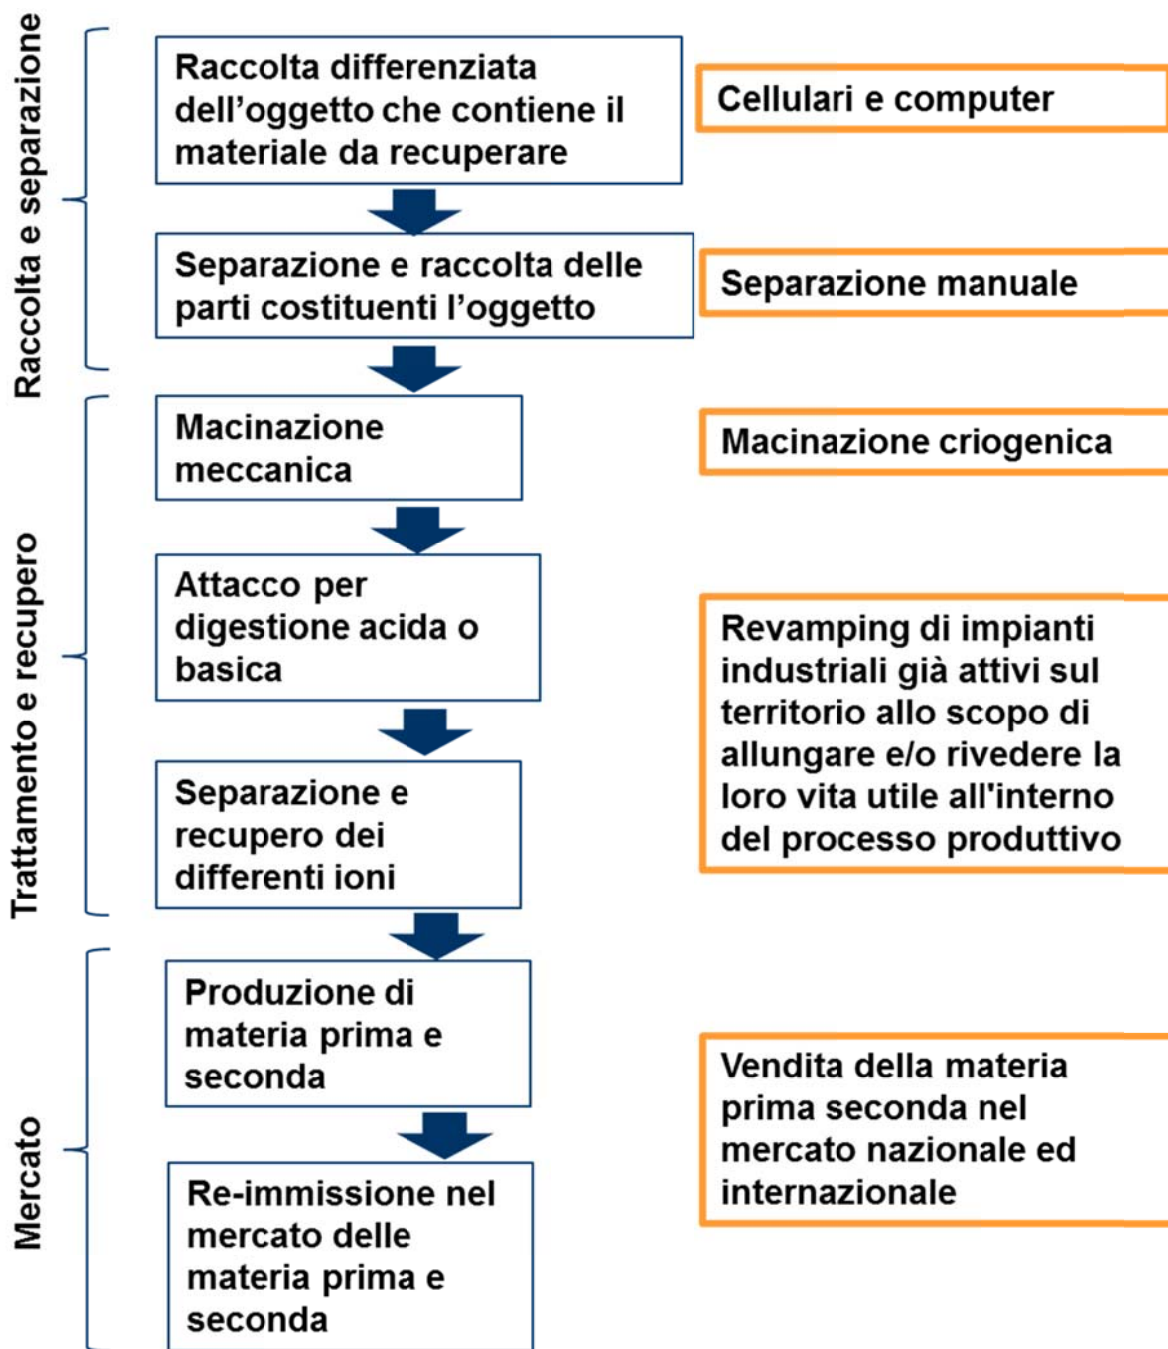 Raccolta e separazione
Raccolta differenziata
dell'oggetto che contiene il
materiale da recuperare
Cellulari e computer
Separazione e raccolta delle
parti costituenti l'oggetto
Separazione manuale
Trattamento e recupero
Macinazione
meccanica
Macinazione criogenica
Attacco per
digestione acida o
basica
Separazione e
recupero dei
differenti ioni
Revamping di impianti
industriali già attivi sul
territorio allo scopo di
allungare e/o rivedere la
loro vita utile all'interno
del processo produttivo
Mercato
Produzione di
materia prima e
seconda
Re-immissione nel
mercato delle
materia prima e
seconda
Vendita della materia
prima seconda nel
mercato nazionale ed
internazionale